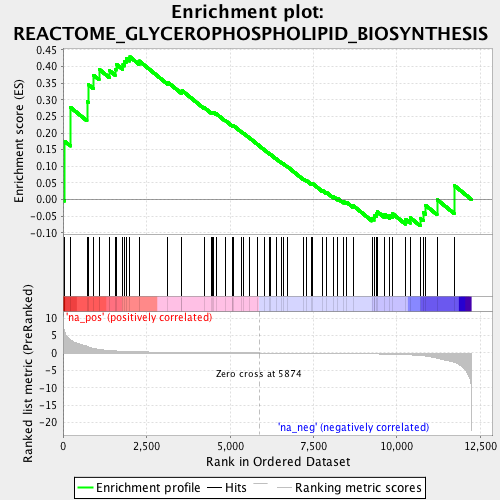 Enrichment plot:
REACTOME_GLYCEROPHOSPHOLIPID_BIOSYNTHESIS
Enrichment score (ES)
0.45
0.40
0.35
0.30
0.25
0.20
0.15
0.10
0.05
0.00
-0.05
-0.10
Ranked list metric (PreRanked)
'na_pos' (positively correlated)
10
5
0
-5
-10
-15
-20
Zero cross at 5874
'na_neg' (negatively correlated)
0
2,500
5,000
7,500
10,000
12,500
Rank in Ordered Dataset
Enrichment profile
Hits
Ranking metric scores